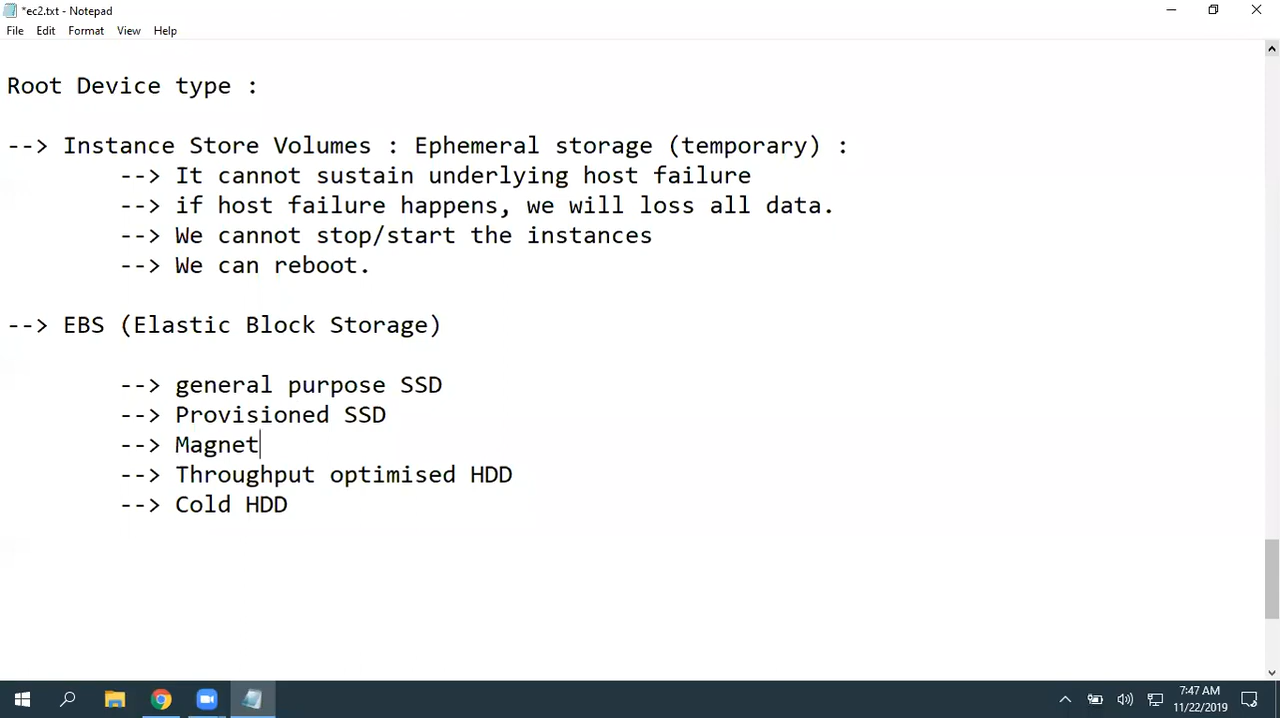 *ec2.txt - Notepad
File Edit Format View Help
Root Device type :
--> Instance Store Volumes : Ephemeral storage (temporary) :
--> It cannot sustain underlying host failure
--> if host failure happens, we will loss all data.
--> We cannot stop/start the instances
--> We can reboot.
--> EBS (Elastic Block Storage)
--> general purpose SSD
--> Provisioned SSD
--> Magnet
--> Throughput optimised HDD
--> Cold HDD
7:47 AM
11/22/2019